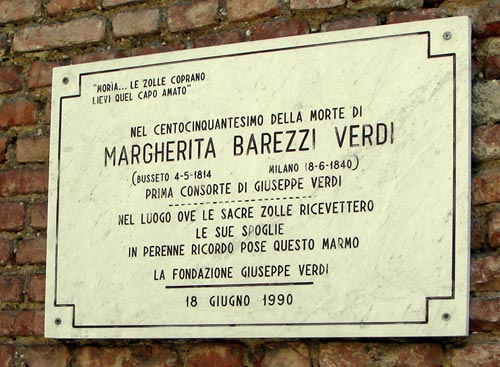 "MORÌA... LE ZOLLE COPRANO
LIEVI QUEL CAPO AMATO"
NEL CENTOCINQUANTESIMO DELLA MORTE DI
MARGHERITA BAREZZI VERDI
(BUSSETO 4-5-1814 MILANO 18-6-1840)
PRIMA CONSORTE DI GIUSEPPE VERDI
NEL LUOGO OVE LE SACRE ZOLLE RICEVETTERO
LE SUE SPOGLIE
IN PERENNE RICORDO POSE QUESTO MARMO
LA FONDAZIONE GIUSEPPE VERDI
18 GIUGNO 1990